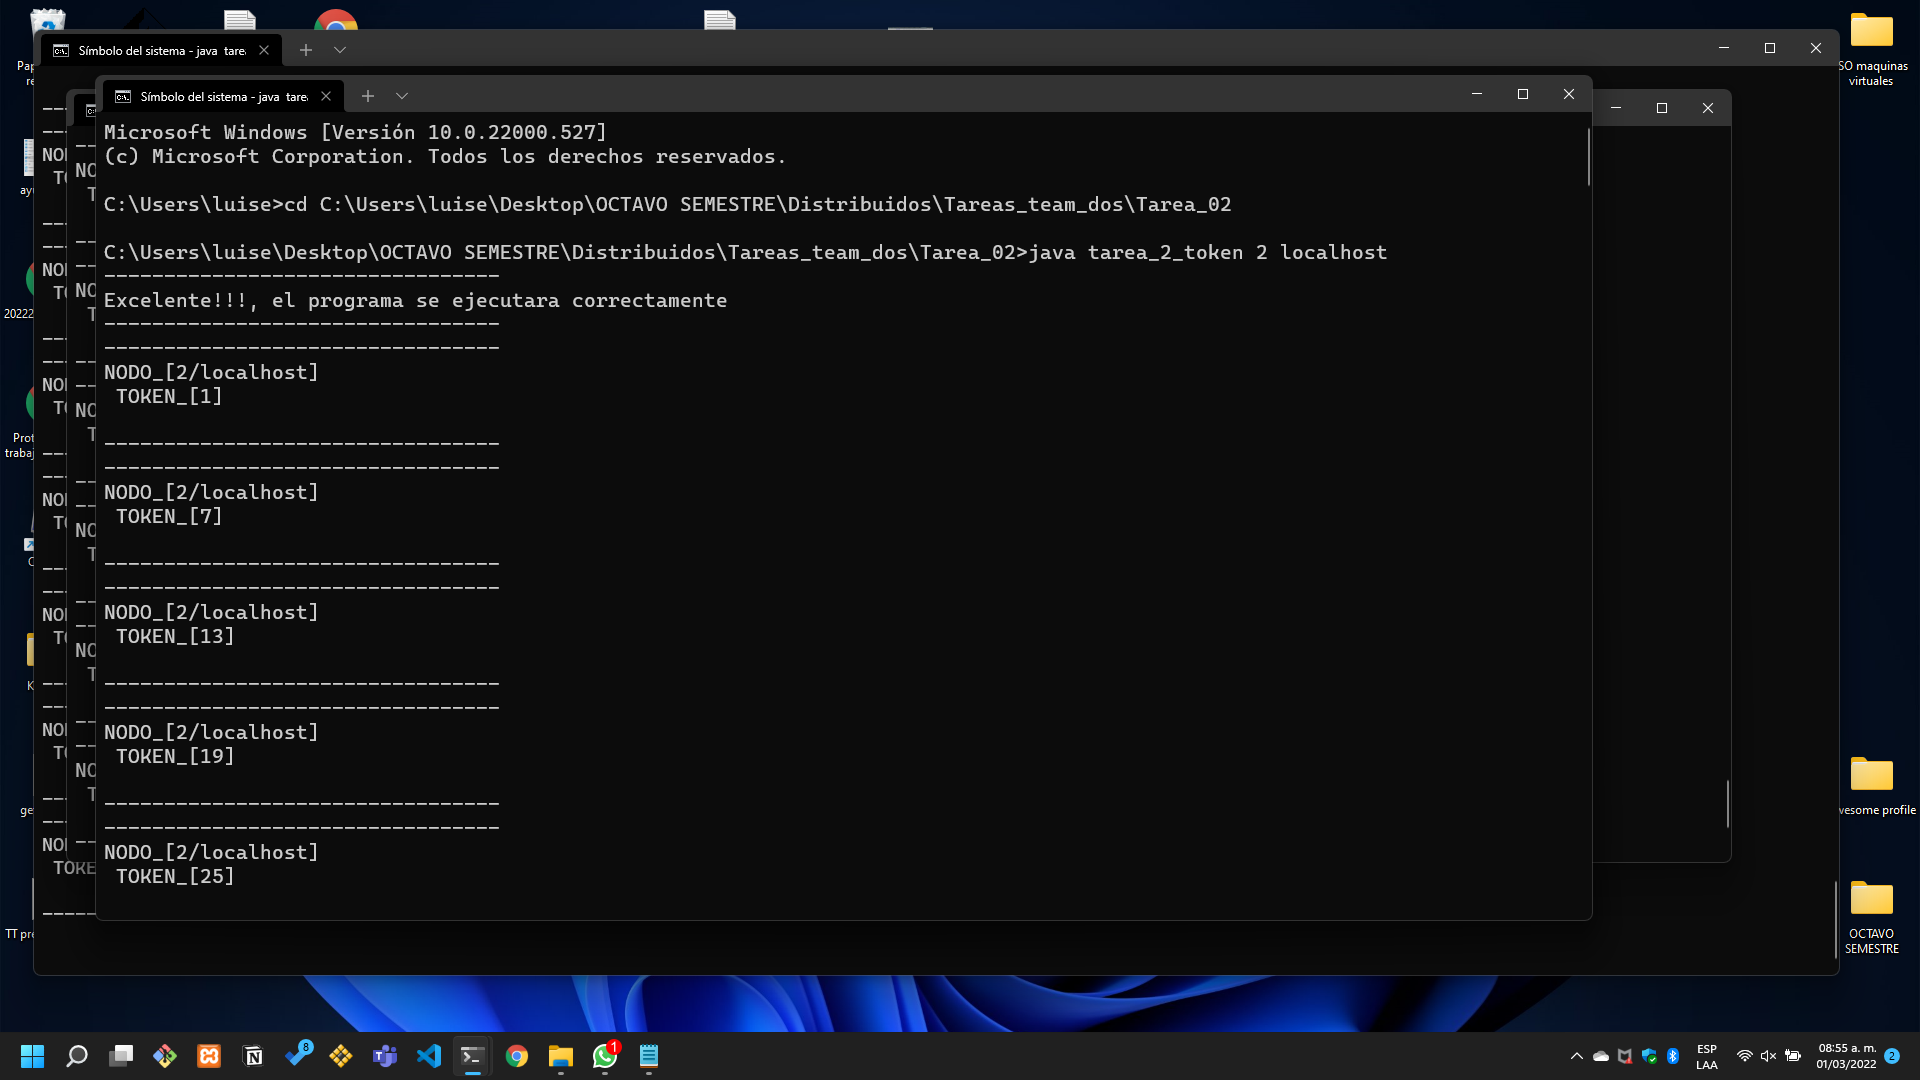 Símbolo del sistema - java tare
Símbolo del sistema - java tare
Microsoft Windows [Versión 10.0.22000.527]
(c) Microsoft Corporation. Todos los derechos reservados.
C:\Users\luise>cd C:\Users\luise\Desktop\OCTAVO SEMESTRE\Distribuidos\Tareas_team_dos\Tarea_02
C:\Users\luise\Desktop\OCTAVO SEMESTRE\Distribuidos\Tareas_team_dos\Tarea_02>java tarea_2_token 2 localhost
---------------------------------
Excelente!!!, el programa se ejecutara correctamente
---------------------------------
---------------------------------
NODO_[2/localhost]
TOKEN_[1]
---------------------------------
---------------------------------
NODO_[2/localhost]
TOKEN_[7]
---------------------------------
---------------------------------
NODO_[2/localhost]
TOKEN_[13]
---------------------------------
---------------------------------
NODO_[2/localhost]
TOKEN_[19]
---------------------------------
---------------------------------
NODO_[2/localhost]
TOKEN_[25]
SO maquinas
virtuales
OCTAVO
SEMESTRE
8
1
ESP
LAA
08:55 a. m.
01/03/2022
2